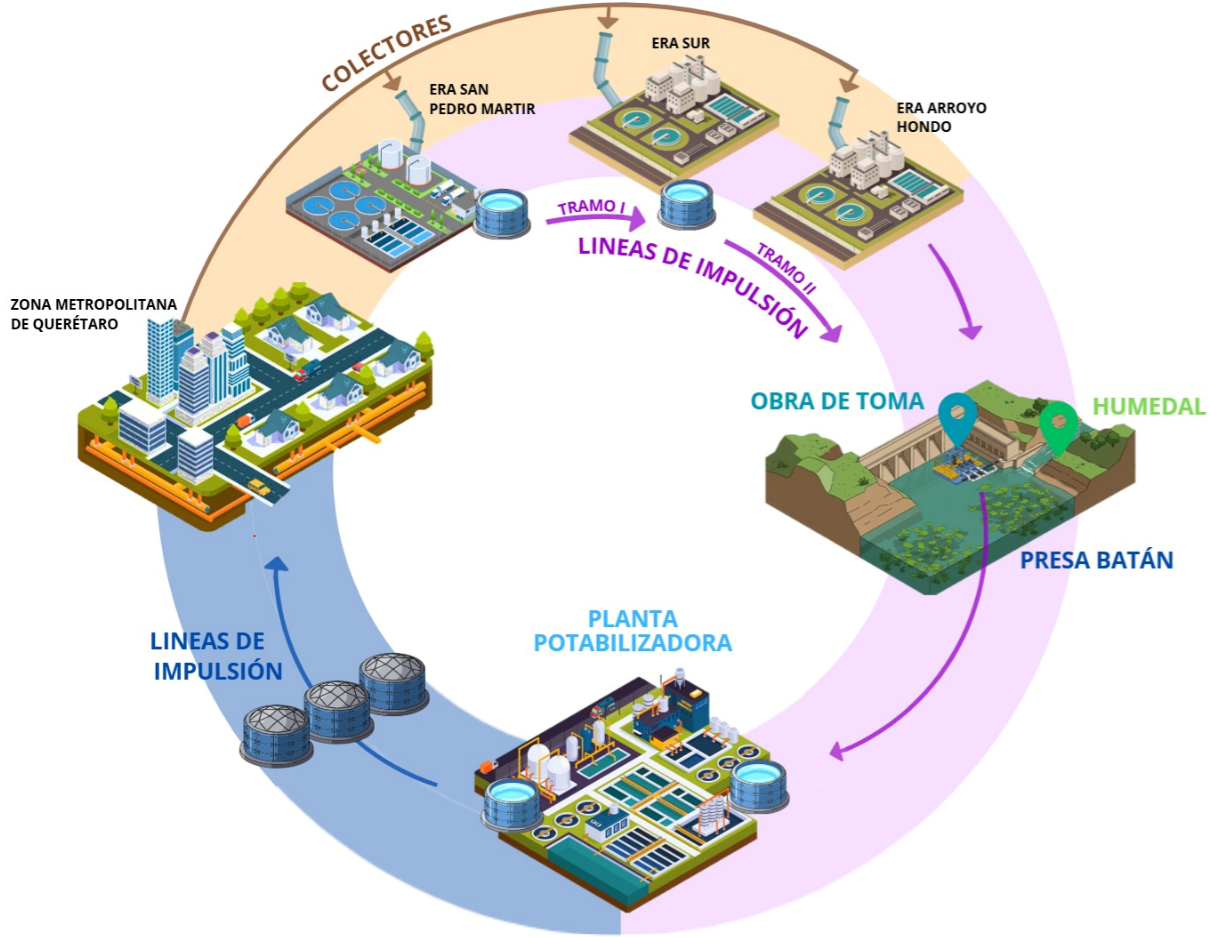 COLECTORES
ERA SUR
ERA SAN
PEDRO MARTIR
ERA ARROYO
HONDO
TRAMO I
LINEAS DE IMPULSIÓN
TRAMO II
ZONA METROPOLITANA
DE QUERÉTARO
OBRA DE TOMA
HUMEDAL
PRESA BATÁN
PLANTA
POTABILIZADORA
LINEAS DE
IMPULSIÓN